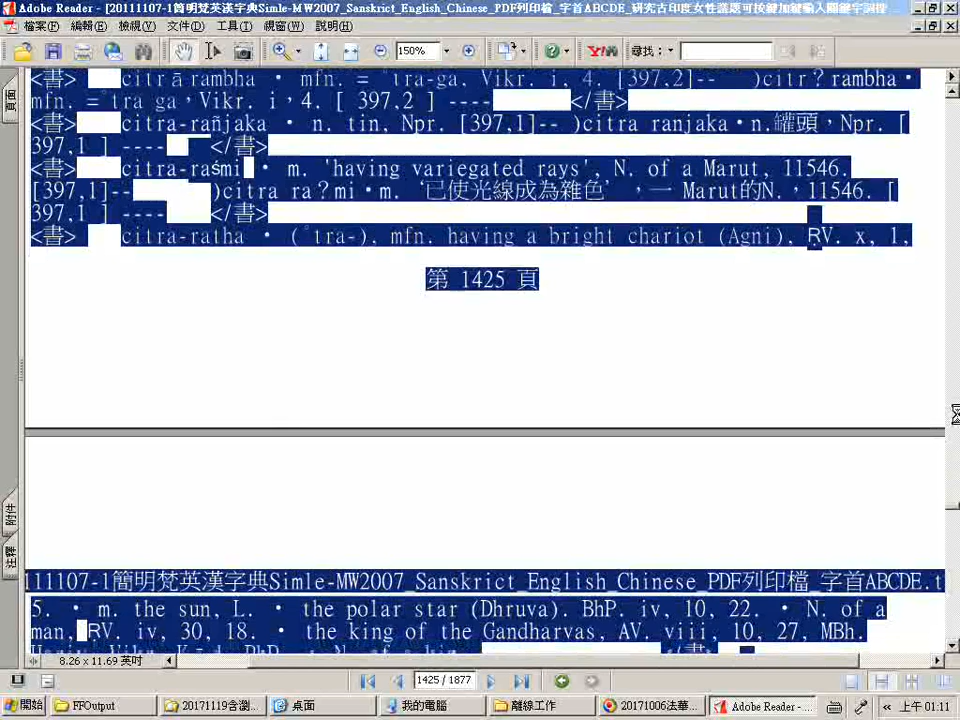 Adobe Reader - [20111107-1簡明梵英漢字典Simle-MW2007_Sanskrict_English_Chinese_PDF列印檔_字首ABCDE_研究古印度女性議題可按鍵加鍵輸入關鍵字詞搜
檔案(F) 編輯(E) 檢視(V) 文件(D) 工具(T) 視窗(W) 說明(H)
150% 尋找：
頁面
<書> citrārambha • mfn. = ˚tra-ga, Vikr. i, 4. [397,2]-- )citr？rambha•
mfn. =˚tra ga，Vikr. i，4. [ 397,2 ] ---- </書>
<書> citra-rañjaka • n. tin, Npr. [397,1]-- )citra ranjaka•n.罐頭，Npr. [
397,1 ] ---- </書>
<書> citra-raśmi • m. 'having variegated rays', N. of a Marut, 11546.
[397,1]-- )citra ra？mi•m. ‘已使光線成為雜色’，一 Marut的N.，11546. [
397,1 ] ---- </書>
<書> citra-ratha • (˚tra-), mfn. having a bright chariot (Agni), ṚV. x, 1,
第 1425 頁
附件
註釋
111107-1簡明梵英漢字典Simle-MW2007_Sanskrict_English_Chinese_PDF列印檔_字首ABCDE.t
5. • m. the sun, L. • the polar star (Dhruva). BhP. iv, 10, 22. • N. of a
man, ṚV. iv, 30, 18. • the king of the Gandharvas, AV. viii, 10, 27, MBh.
8.26 x 11.69 英吋
1425 / 1877
開始 FFOutput 20171119含瀏... 桌面 我的電腦 離線工作 20171006法華... Adobe Reader - ... 上午 01:11